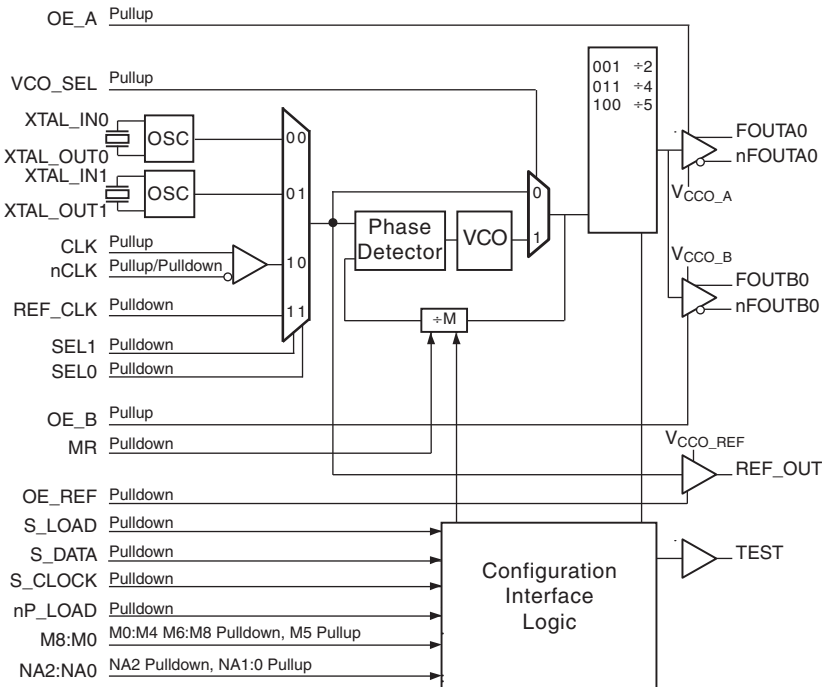 OE_A Pullup
VCO_SEL Pullup
XTAL_IN0
OSC
XTAL_OUT0
XTAL_IN1
OSC
XTAL_OUT1
CLK Pullup
nCLK Pullup/Pulldown
REF_CLK Pulldown
SEL1 Pulldown
SEL0 Pulldown
00
01
10
11
Phase
Detector
VCO
0
1
÷M
001 ÷2
011 ÷4
100 ÷5
FOUTA0
nFOUTA0
VCCO_A
VCCO_B
FOUTB0
nFOUTB0
OE_B Pullup
MR Pulldown
VCCO_REF
REF_OUT
OE_REF Pulldown
S_LOAD Pulldown
S_DATA Pulldown
S_CLOCK Pulldown
nP_LOAD Pulldown
M8:M0 M0:M4 M6:M8 Pulldown, M5 Pullup
NA2:NA0 NA2 Pulldown, NA1:0 Pullup
Configuration
Interface
Logic
TEST